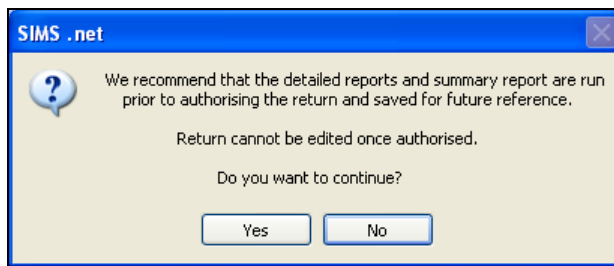 SIMS .net
We recommend that the detailed reports and summary report are run
prior to authorising the return and saved for future reference.
Return cannot be edited once authorised.
Do you want to continue?
Yes
No